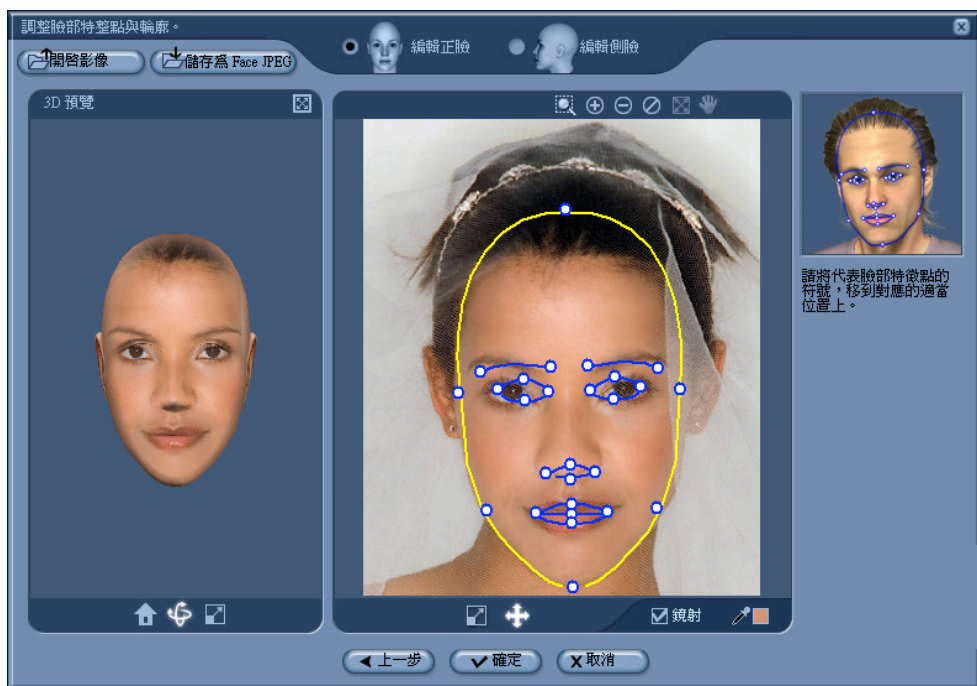 調整臉部特整點與輪廓。
開啓影像
儲存爲 Face JPEG
編輯正臉
編輯側臉
3D 預覽
請將代表臉部特徵點的
符號，移到對應的適當
位置上。
鏡射
上一步
確定
取消